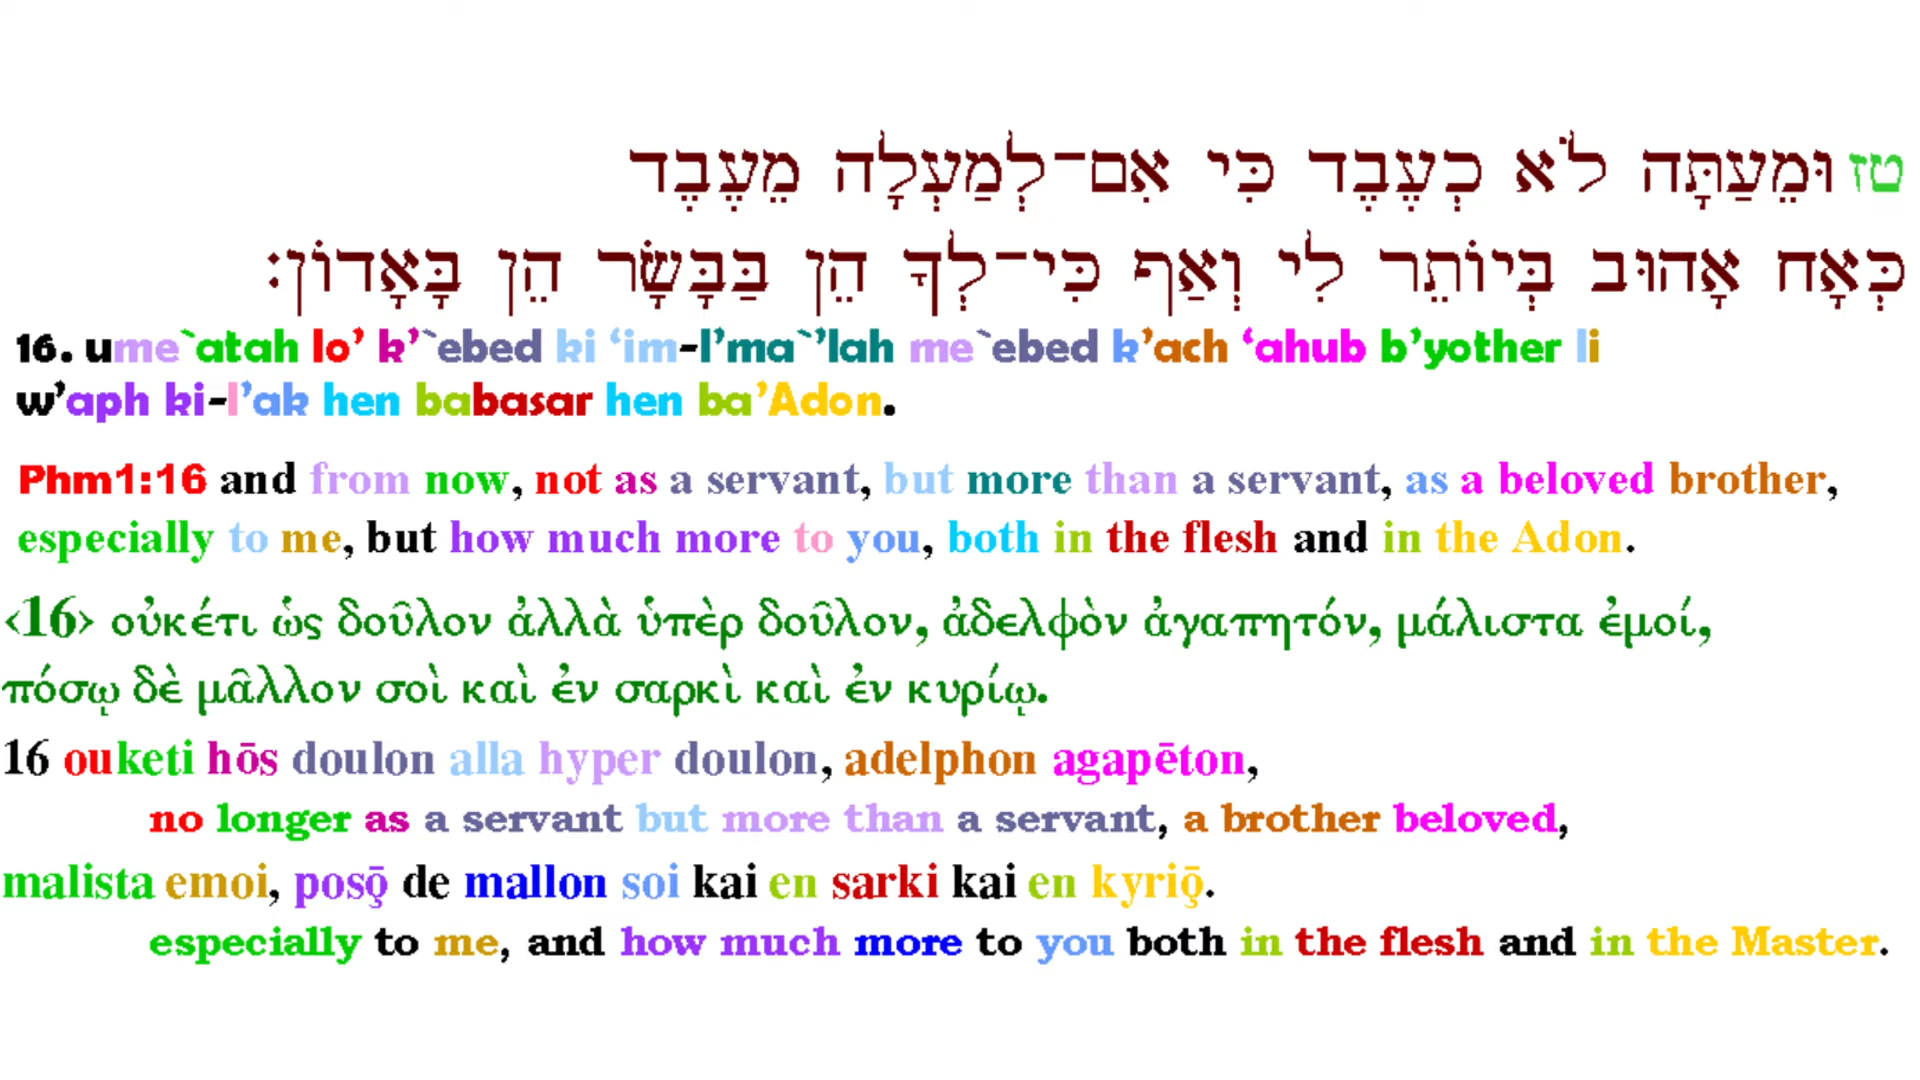 טז וּמֵעַתָּה לֹא כְעֶבֶד כִּי אִם־לְמַעְלָה מֵעֶבֶד
כְּאָח אָהוּב בְּיוֹתֵר לִי וְאַף כִּי־לְךָ הֵן בַּבָּשָׂר הֵן בָּאָדוֹן׃
16. ume`atah lo’ k’`ebed ki ‘im-l’ma`’lah me`ebed k’ach ‘ahub b’yother li
w’aph ki-l’ak hen babasar hen ba’Adon.
Phm1:16 and from now, not as a servant, but more than a servant, as a beloved brother,
especially to me, but how much more to you, both in the flesh and in the Adon.
‹16› οὐκέτι ὡς δοῦλον ἀλλὰ ὑπὲρ δοῦλον, ἀδελφὸν ἀγαπητόν, μάλιστα ἐμοί,
πόσῳ δὲ μᾶλλον σοὶ καὶ ἐν σαρκὶ καὶ ἐν κυρίῳ.
16 ouketi hōs doulon alla hyper doulon, adelphon agapēton,
no longer as a servant but more than a servant, a brother beloved,
malista emoi, posō̧ de mallon soi kai en sarki kai en kyriō̧.
especially to me, and how much more to you both in the flesh and in the Master.